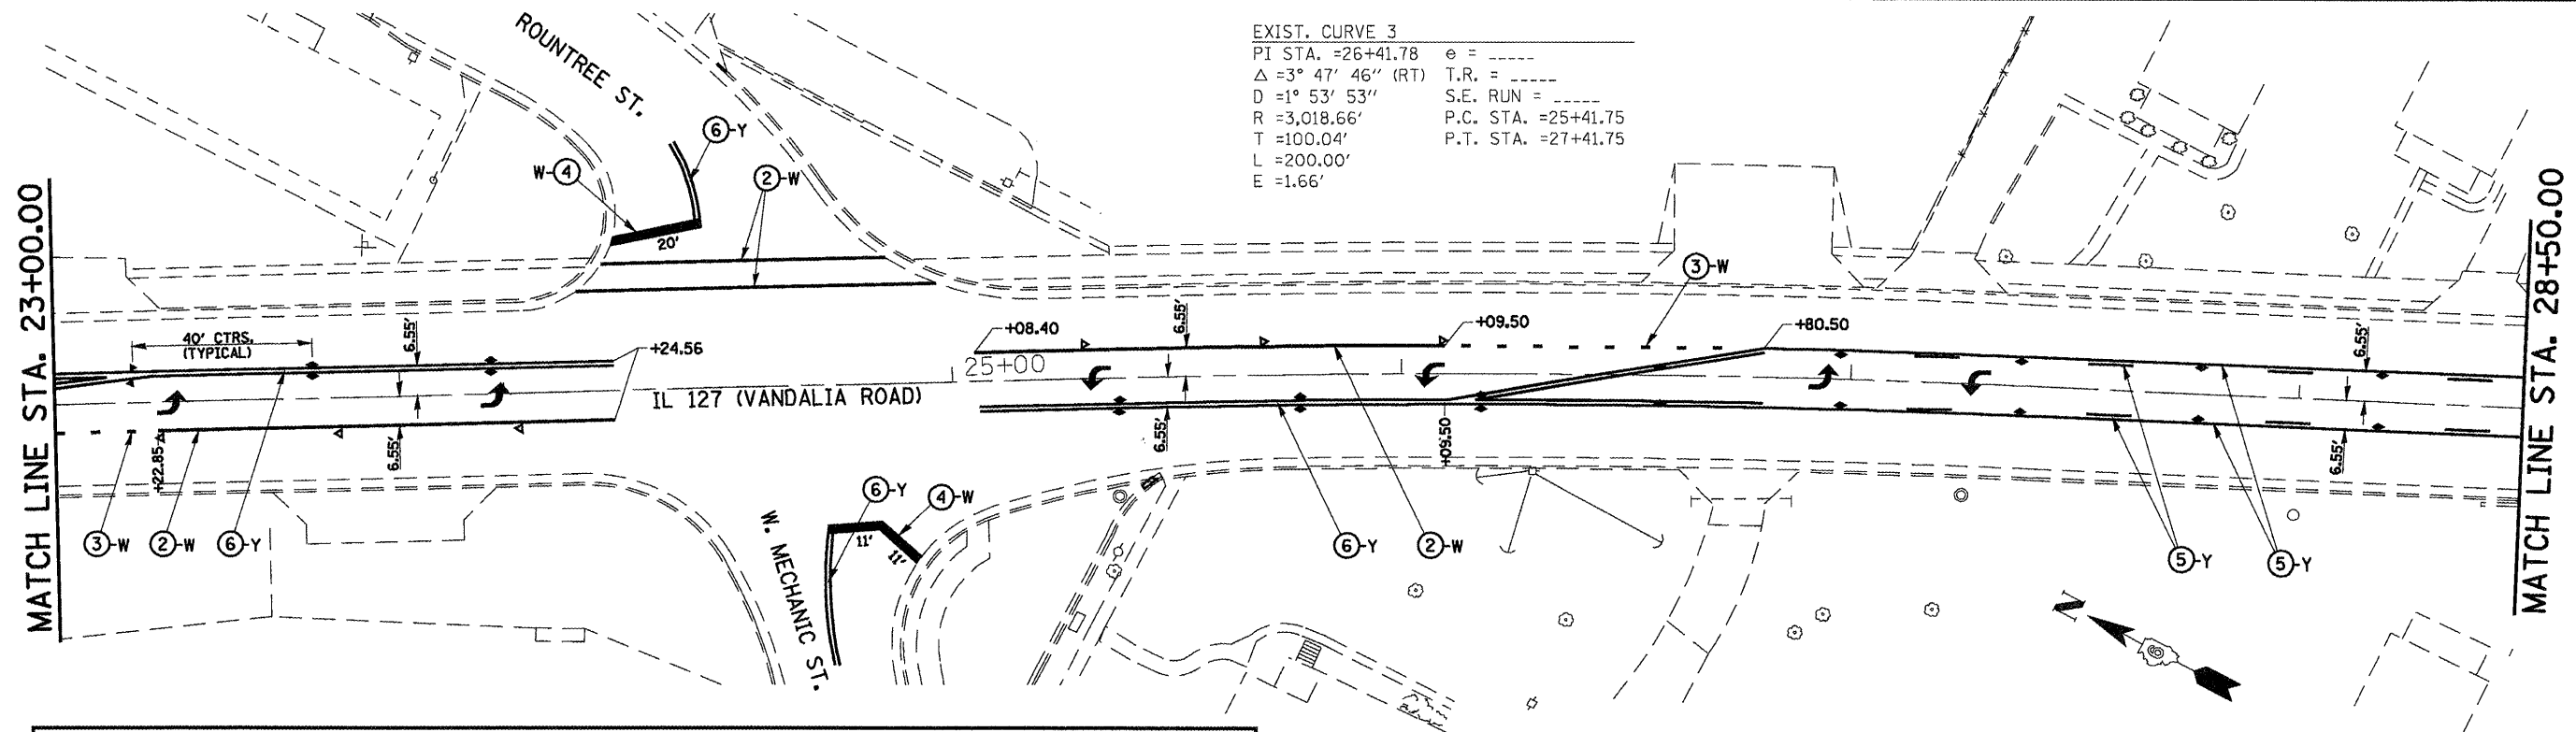 EXIST. CURVE 3
PI STA. =26+41.78 e = _____
Δ =3° 47' 46'' (RT) T.R. = _____
D =1° 53' 53'' S.E. RUN = _____
R =3,018.66' P.C. STA. =25+41.75
T =100.04' P.T. STA. =27+41.75
L =200.00'
E =1.66'
ROUNTREE ST.
6-Y
W-4
2-W
20'
3-W
MATCH LINE STA. 23+00.00
MATCH LINE STA. 28+50.00
40' CTRS.
(TYPICAL)
6.55'
+24.56
+08.40
6.55'
+09.50
+80.50
6.55'
25+00
IL 127 (VANDALIA ROAD)
+22.85
6.55'
6.55'
+09.50
6.55'
3-W
2-W
6-Y
6-Y
4-W
11'
11'
W. MECHANIC ST.
6-Y
2-W
5-Y
5-Y
N